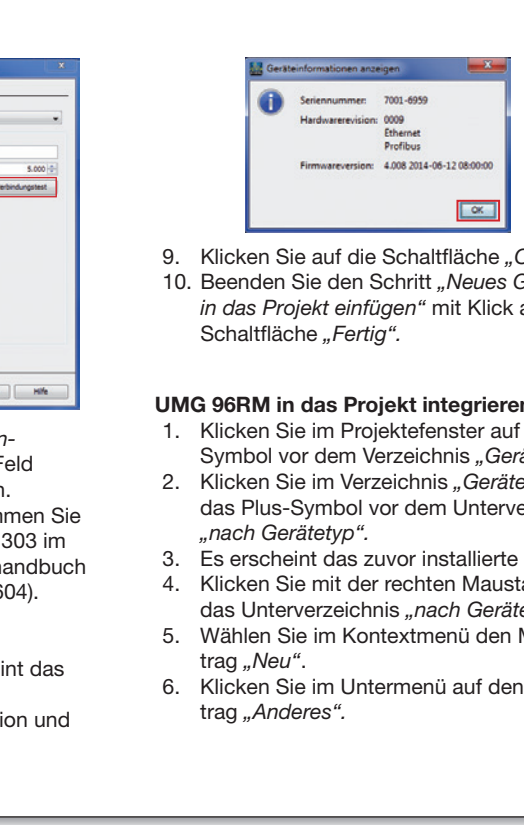 5.000
erbindungstest
Hilfe
n-
Feld
n.
nmen Sie
303 im
nandbuch
604).
int das
ion und
Geräteinformationen anzeigen
Seriennummer: 7001-6959
Hardwarerevision: 0009
Ethernet
Profibus
Firmwareversion: 4.008 2014-06-12 08:00:00
OK
9. Klicken Sie auf die Schaltfläche „O
10. Beenden Sie den Schritt „Neues G
in das Projekt einfügen“ mit Klick a
Schaltfläche „Fertig“.
UMG 96RM in das Projekt integrieren
1. Klicken Sie im Projektefenster auf
Symbol vor dem Verzeichnis „Gerä
2. Klicken Sie im Verzeichnis „Geräte
das Plus-Symbol vor dem Unterve
„nach Gerätetyp“.
3. Es erscheint das zuvor installierte
4. Klicken Sie mit der rechten Mausta
das Unterverzeichnis „nach Geräte
5. Wählen Sie im Kontextmenü den M
trag „Neu“.
6. Klicken Sie im Untermenü auf den
trag „Anderes“.